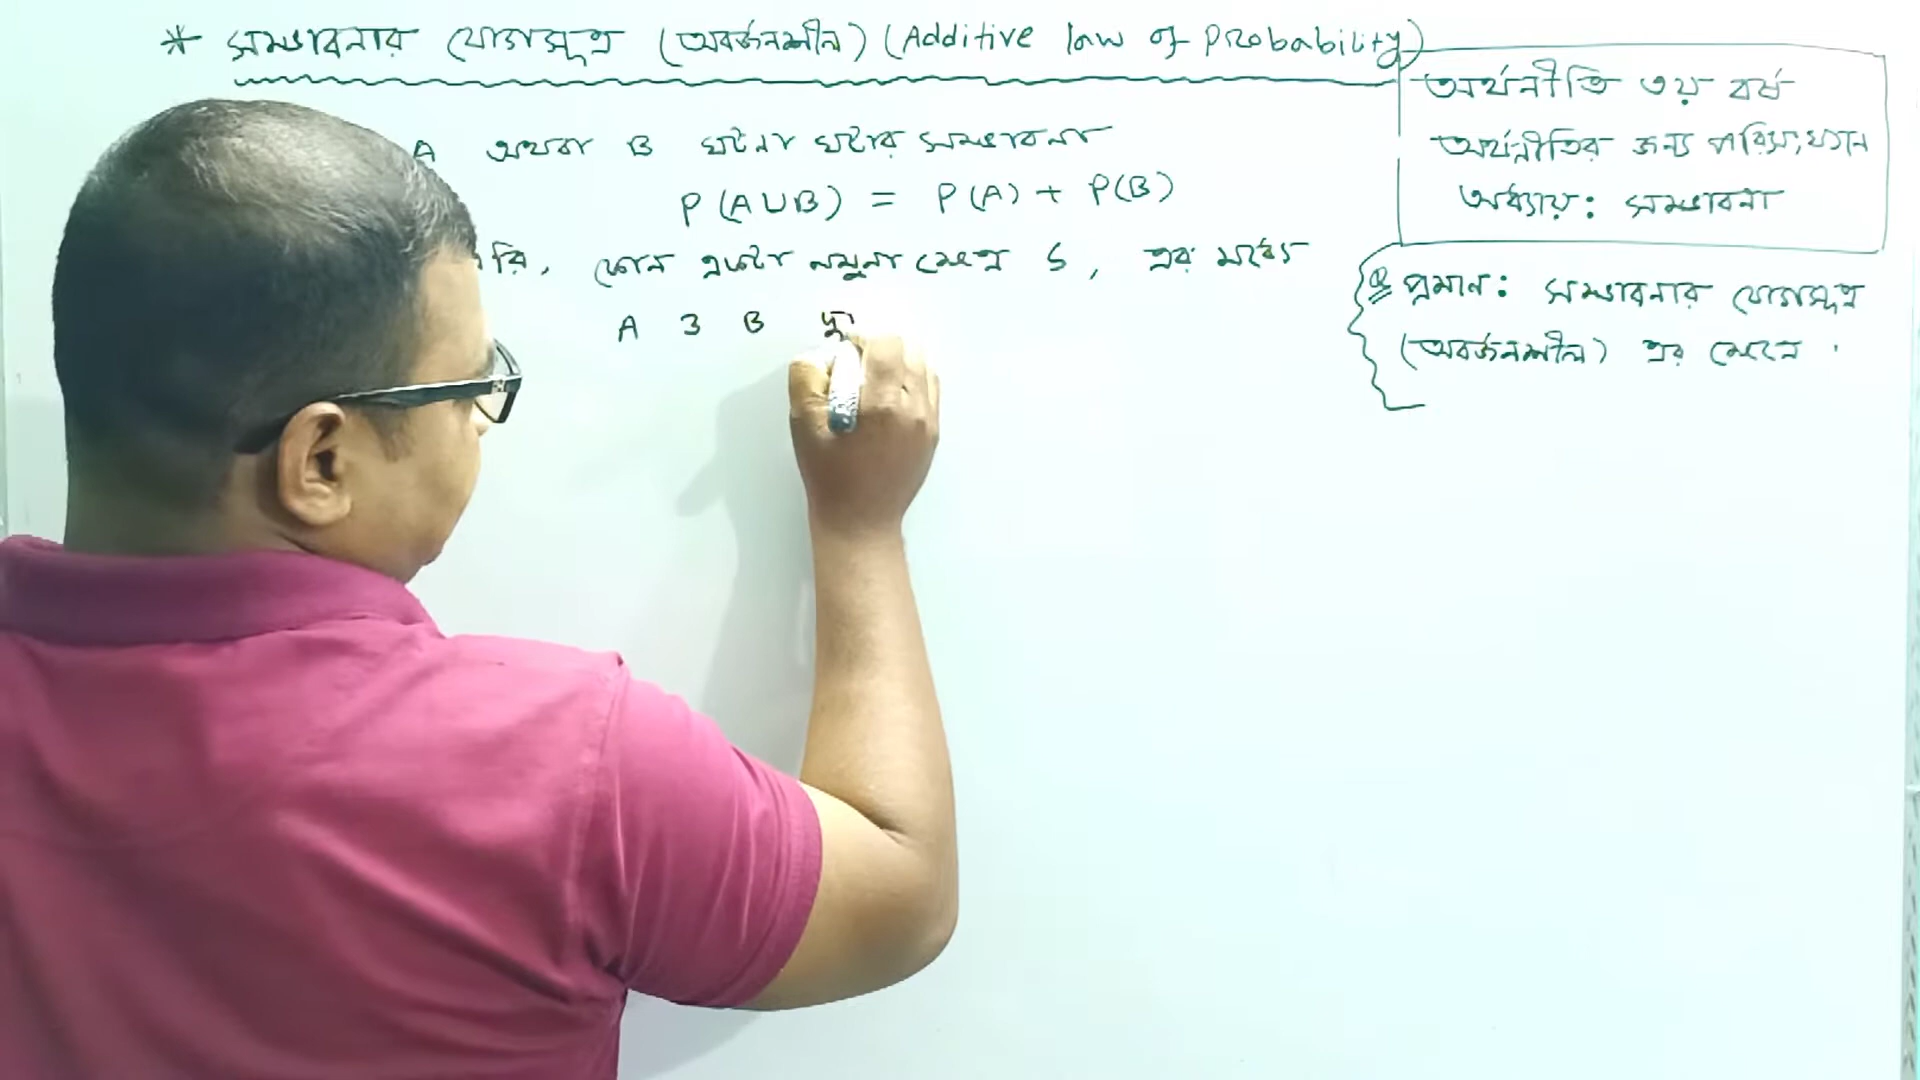 * সম্ভাবনার যোগসূত্র (অবর্জনশীল) (Additive law of Probability)
A অথবা B ঘটনা ঘটার সম্ভাবনা
P(A∪B) = P(A) + P(B)
রি, কোন একটা নমুনা ক্ষেত্র S, এর মধ্যে
A ও B দু
অর্থনীতি ৩য় বর্ষ
অর্থনীতির জন্য পরিসংখ্যান
অধ্যায়: সম্ভাবনা
প্রমাণ: সম্ভাবনার যোগসূত্র
(অবর্জনশীল) এর ক্ষেত্রে